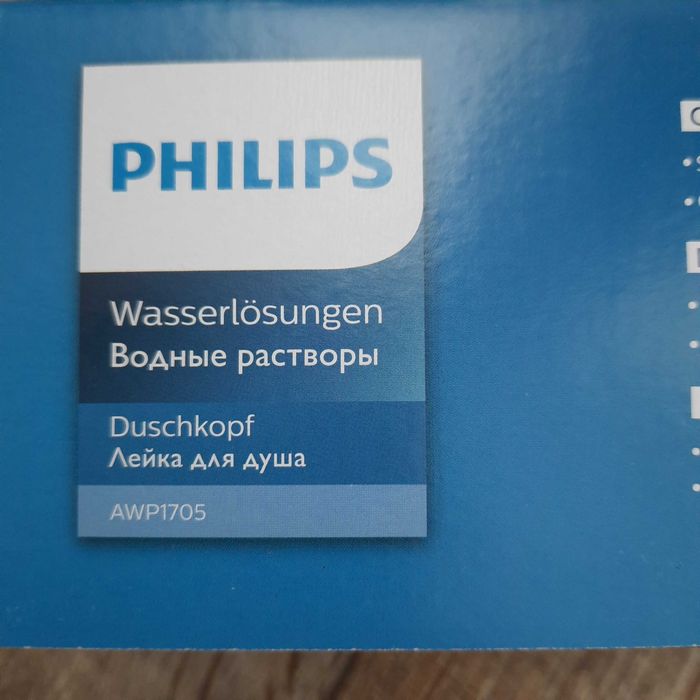 PHILIPS
Wasserlösungen
Водные растворы
Duschkopf
Лейка для душа
AWP1705